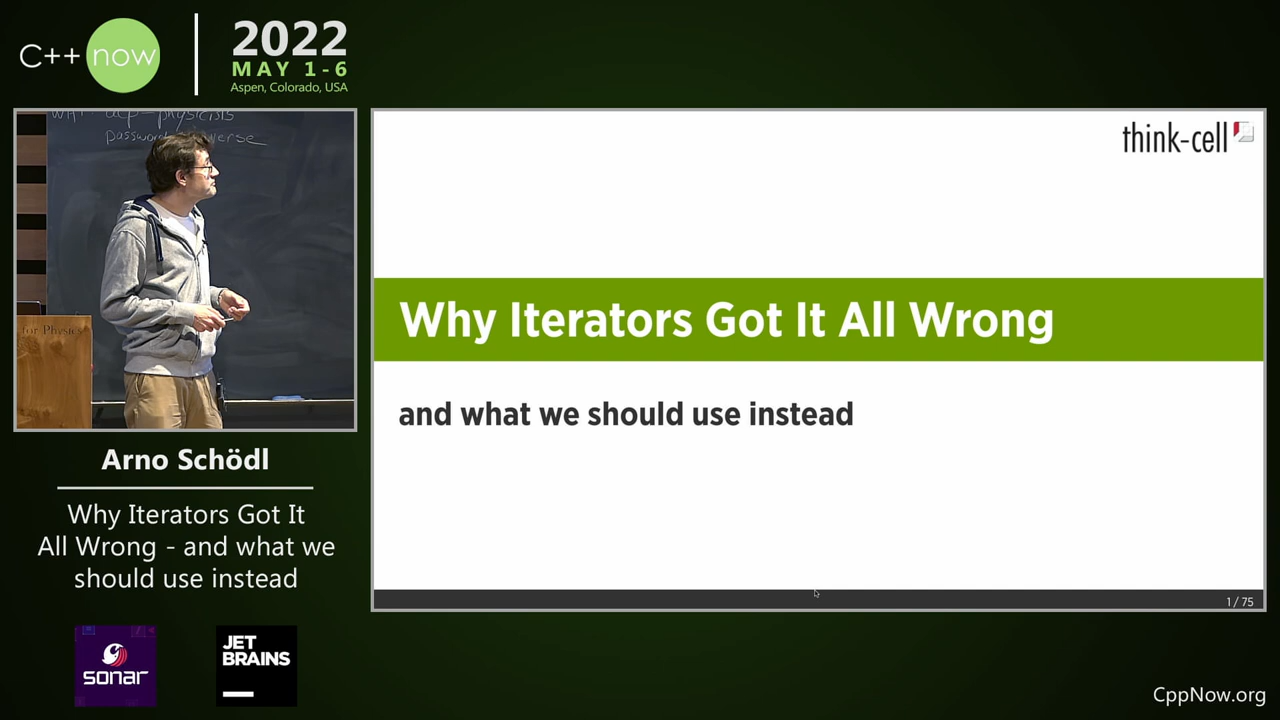 C++ now
2022
MAY 1-6
Aspen, Colorado, USA
think-cell
Why Iterators Got It All Wrong
and what we should use instead
1 / 75
for Physics
Arno Schödl
Why Iterators Got It
All Wrong - and what we
should use instead
sonar
JET
BRAINS
CppNow.org